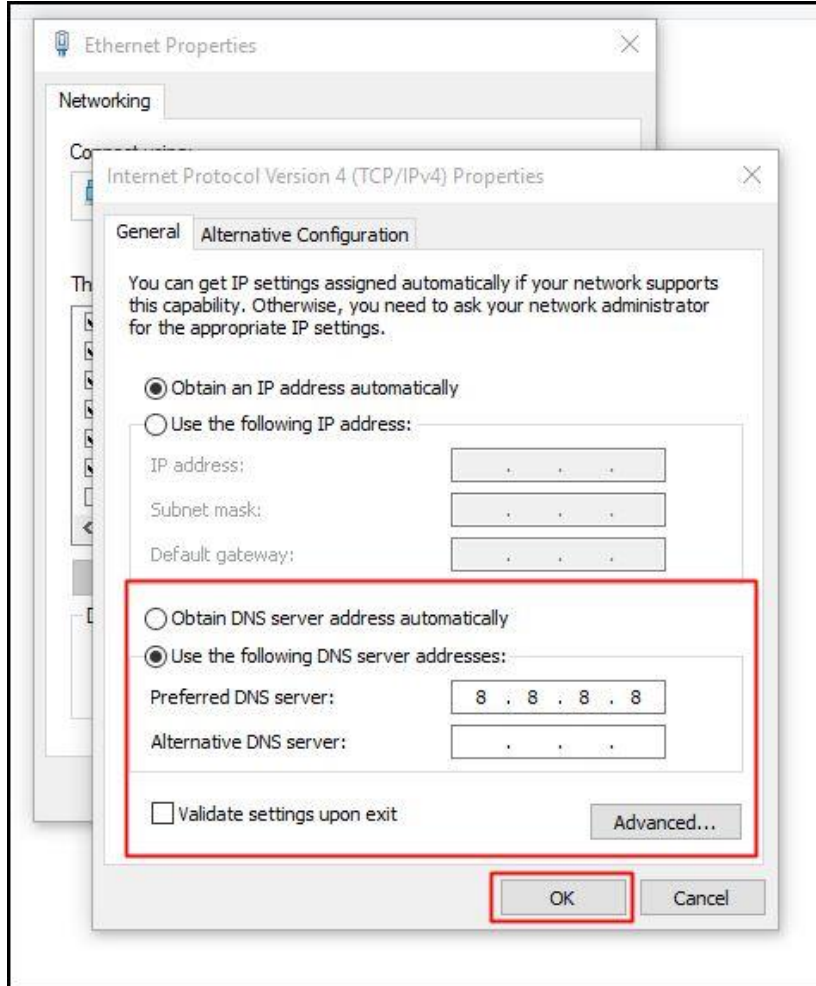 Ethernet Properties
Networking
Internet Protocol Version 4 (TCP/IPv4) Properties
General
Alternative Configuration
You can get IP settings assigned automatically if your network supports
this capability. Otherwise, you need to ask your network administrator
for the appropriate IP settings.
Obtain an IP address automatically
Use the following IP address:
IP address:
. . .
Subnet mask:
. . .
Default gateway:
. . .
Obtain DNS server address automatically
Use the following DNS server addresses:
Preferred DNS server:
8 . 8 . 8 . 8
Alternative DNS server:
. . .
Validate settings upon exit
Advanced...
OK
Cancel